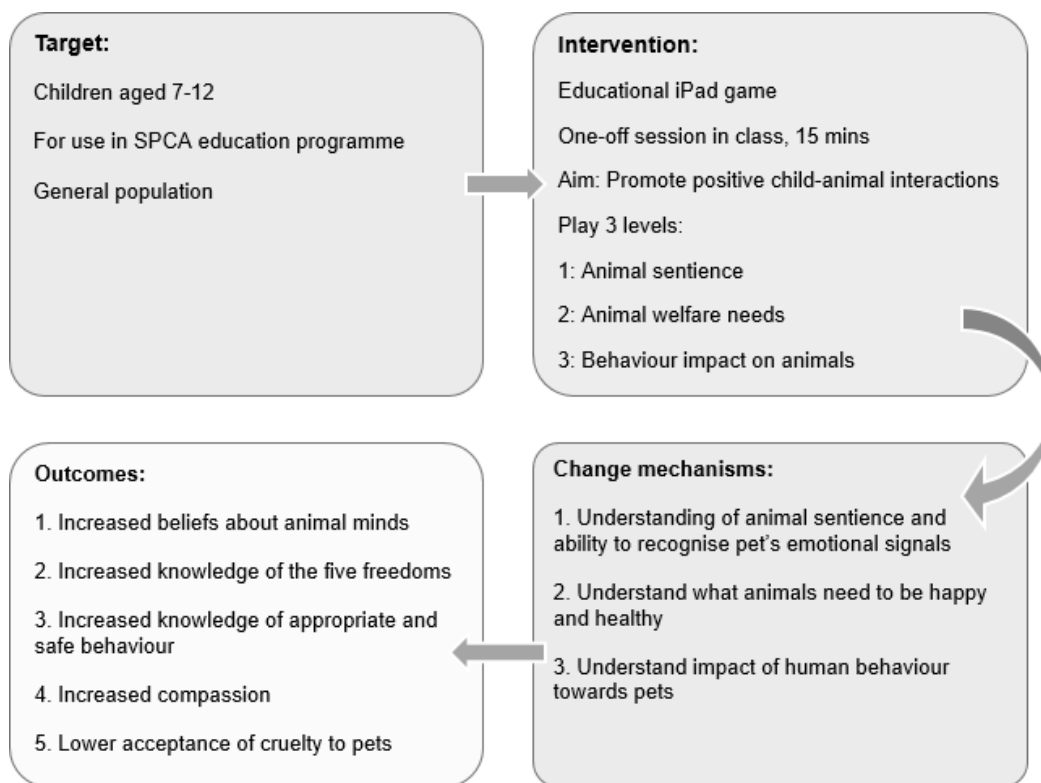 Target:
Children aged 7-12
For use in SPCA education programme
General population
Intervention:
Educational iPad game
One-off session in class, 15 mins
Aim: Promote positive child-animal interactions
Play 3 levels:
1: Animal sentience
2: Animal welfare needs
3: Behaviour impact on animals
Change mechanisms:
1. Understanding of animal sentience and
ability to recognise pet's emotional signals
2. Understand what animals need to be happy
and healthy
3. Understand impact of human behaviour
towards pets
Outcomes:
1. Increased beliefs about animal minds
2. Increased knowledge of the five freedoms
3. Increased knowledge of appropriate and
safe behaviour
4. Increased compassion
5. Lower acceptance of cruelty to pets